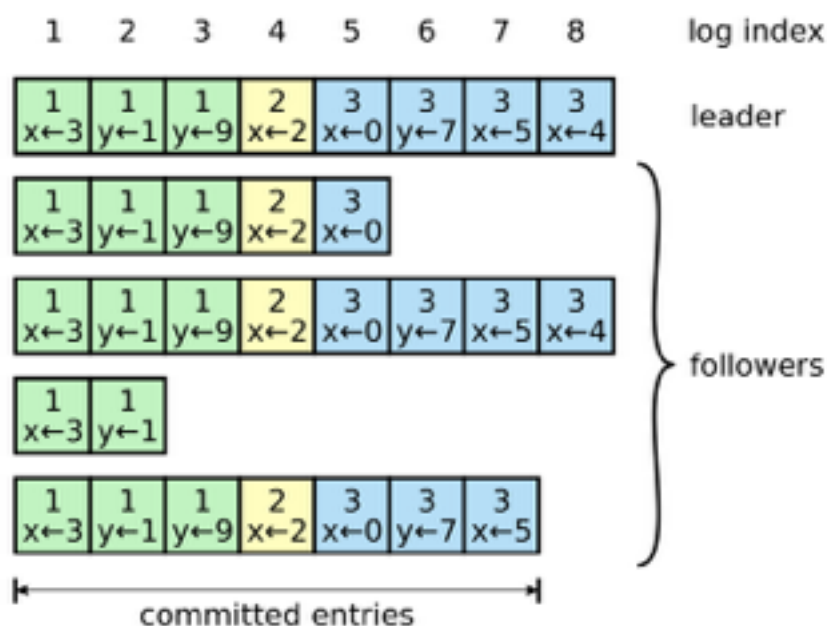 1 2 3 4 5 6 7 8 log index
1 1 1 2 3 3 3 3
x←3 y←1 y←9 x←2 x←0 y←7 x←5 x←4
leader
1 1 1 2 3
x←3 y←1 y←9 x←2 x←0
1 1 1 2 3 3 3 3
x←3 y←1 y←9 x←2 x←0 y←7 x←5 x←4
followers
1 1
x←3 y←1
1 1 1 2 3 3 3
x←3 y←1 y←9 x←2 x←0 y←7 x←5
committed entries